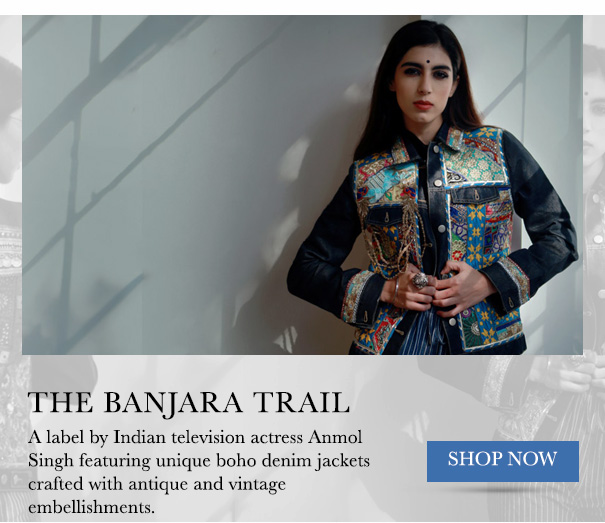 THE BANJARA TRAIL
A label by Indian television actress Anmol
Singh featuring unique boho denim jackets
crafted with antique and vintage
embellishments.
SHOP NOW